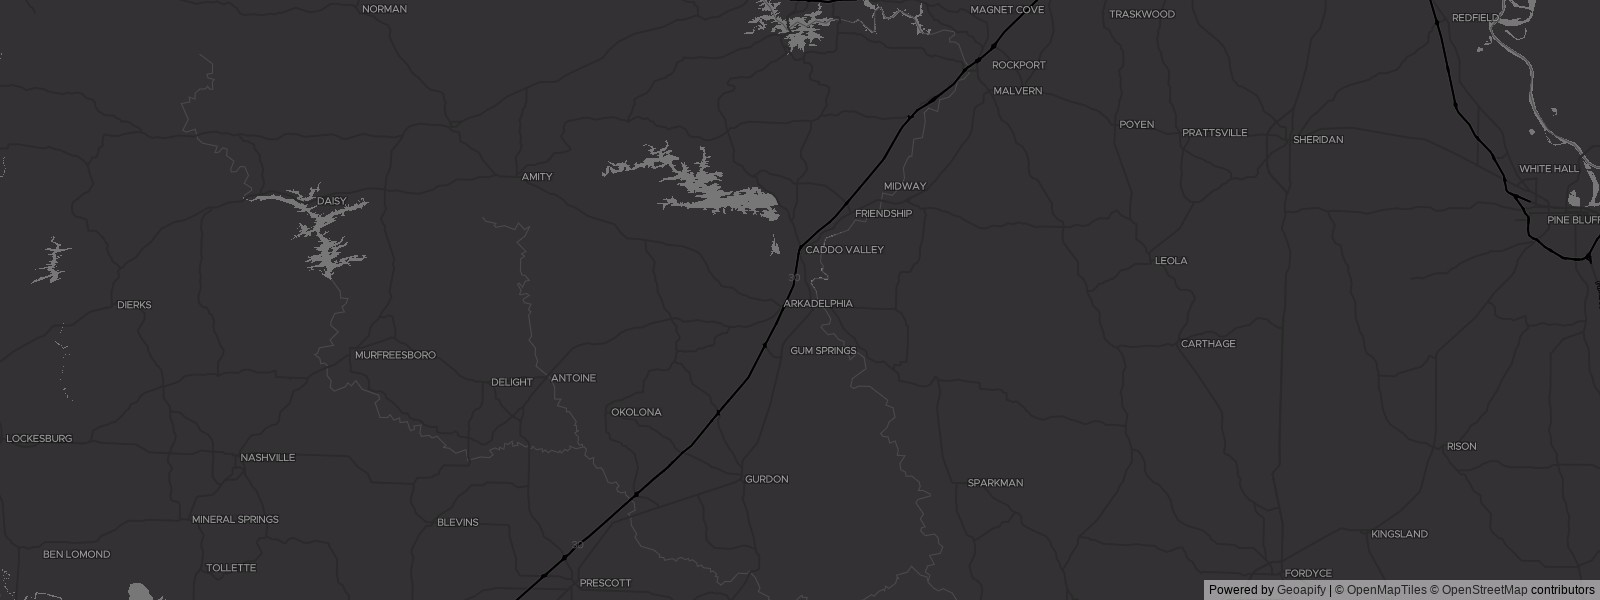 NORMAN
MAGNET COVE
TRASKWOOD
REDFIELD
ROCKPORT
MALVERN
POYEN
PRATTSVILLE
SHERIDAN
WHITE HALL
AMITY
MIDWAY
DAISY
FRIENDSHIP
PINE BLUFF
CADDO VALLEY
LEOLA
30
DIERKS
ARKADELPHIA
CARTHAGE
GUM SPRINGS
MURFREESBORO
DELIGHT
ANTOINE
OKOLONA
LOCKESBURG
RISON
NASHVILLE
GURDON
SPARKMAN
MINERAL SPRINGS
BLEVINS
KINGSLAND
30
BEN LOMOND
TOLLETTE
FORDYCE
PRESCOTT
Powered by Geoapify | © OpenMapTiles © OpenStreetMap contributors